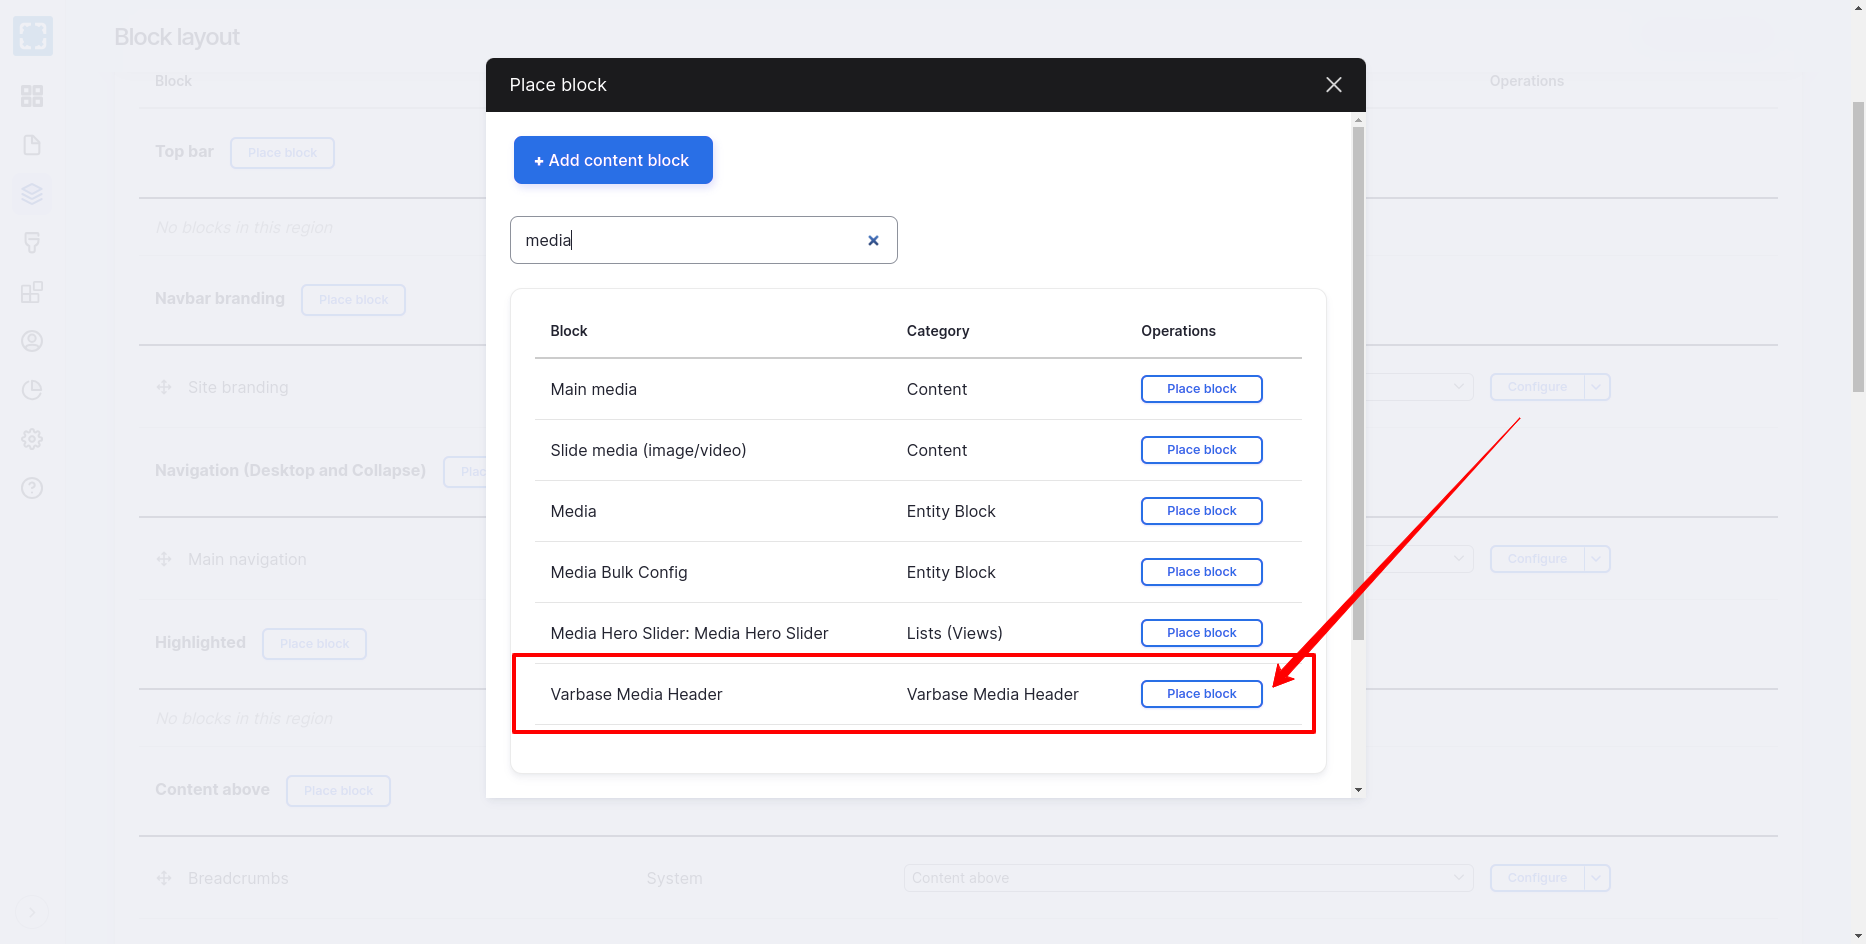 Block layout
Block
Operations
Top bar
Place block
No blocks in this region
Navbar branding
Place block
Site branding
Configure
Navigation (Desktop and Collapse)
Plac
Main navigation
Configure
Highlighted
Place block
No blocks in this region
Content above
Place block
Breadcrumbs System Content above Configure
Place block
+ Add content block
media
Block Category Operations
Main media Content Place block
Slide media (image/video) Content Place block
Media Entity Block Place block
Media Bulk Config Entity Block Place block
Media Hero Slider: Media Hero Slider Lists (Views) Place block
Varbase Media Header Varbase Media Header Place block